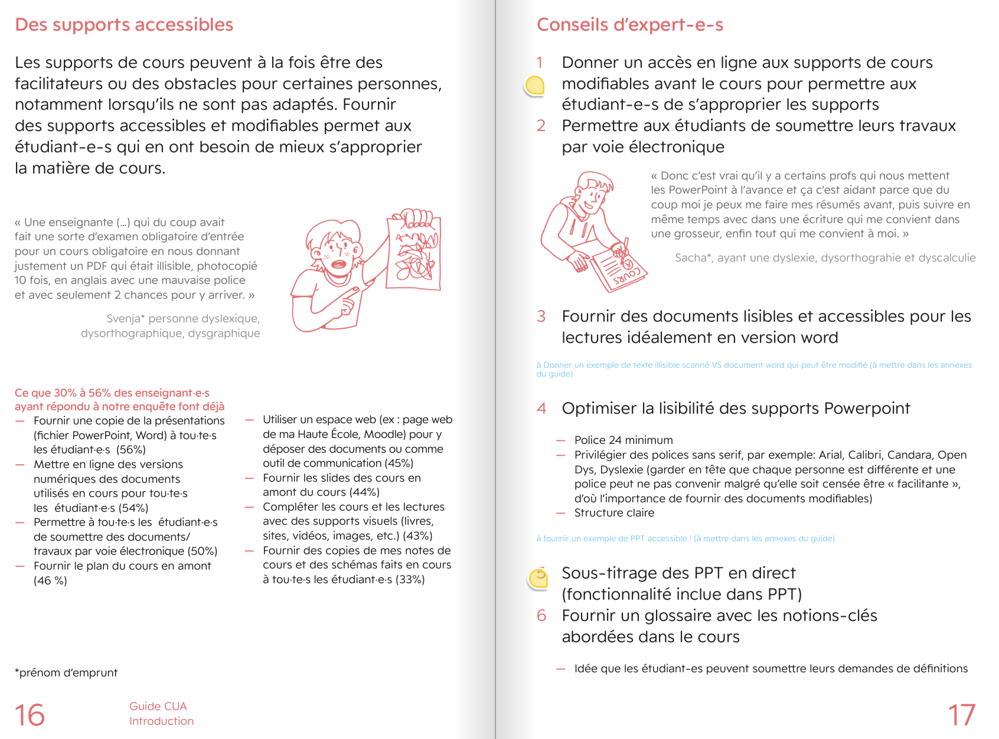 Des supports accessibles
Les supports de cours peuvent à la fois être des
facilitateurs ou des obstacles pour certaines personnes,
notamment lorsqu’ils ne sont pas adaptés. Fournir
des supports accessibles et modifiables permet aux
étudiant-e-s qui en ont besoin de mieux s’approprier
la matière de cours.
« Une enseignante (…) qui du coup avait
fait une sorte d’examen obligatoire d’entrée
pour un cours obligatoire en nous donnant
justement un PDF qui était illisible, photocopié
10 fois, en anglais avec une mauvaise police
et avec seulement 2 chances pour y arriver. »
Svenja* personne dyslexique,
dysorthographique, dysgraphique
Ce que 30% à 56% des enseignant·e·s
ayant répondu à notre enquête font déjà
— Fournir une copie de la présentations
(fichier PowerPoint, Word) à tou·te·s
les étudiant·e·s (56%)
— Mettre en ligne des versions
numériques des documents
utilisés en cours pour tou·te·s
les étudiant·e·s (54%)
— Permettre à tou·te·s les étudiant·e·s
de soumettre des documents/
travaux par voie électronique (50%)
— Fournir le plan du cours en amont
(46 %)
— Utiliser un espace web (ex : page web
de ma Haute École, Moodle) pour y
déposer des documents ou comme
outil de communication (45%)
— Fournir les slides des cours en
amont du cours (44%)
— Compléter les cours et les lectures
avec des supports visuels (livres,
sites, vidéos, images, etc.) (43%)
— Fournir des copies de mes notes de
cours et des schémas faits en cours
à tou·te·s les étudiant·e·s (33%)
*prénom d’emprunt
16
Guide CUA
Introduction
Conseils d’expert-e-s
1 Donner un accès en ligne aux supports de cours
modifiables avant le cours pour permettre aux
étudiant-e-s de s’approprier les supports
2 Permettre aux étudiants de soumettre leurs travaux
par voie électronique
« Donc c’est vrai qu’il y a certains profs qui nous mettent
les PowerPoint à l’avance et ça c’est aidant parce que du
coup moi je peux me faire mes résumés avant, puis suivre en
même temps avec dans une écriture qui me convient dans
une grosseur, enfin tout qui me convient à moi. »
Sacha*, ayant une dyslexie, dysorthograhie et dyscalculie
COURS
3 Fournir des documents lisibles et accessibles pour les
lectures idéalement en version word
à Donner un exemple de texte illisible scanné VS document word qui peut être modifié (à mettre dans les annexes
du guide)
4 Optimiser la lisibilité des supports Powerpoint
— Police 24 minimum
— Privilégier des polices sans serif, par exemple: Arial, Calibri, Candara, Open
Dys, Dyslexie (garder en tête que chaque personne est différente et une
police peut ne pas convenir malgré qu’elle soit censée être « facilitante »,
d’où l’importance de fournir des documents modifiables)
— Structure claire
à fournir un exemple de PPT accessible ! (à mettre dans les annexes du guide)
5 Sous-titrage des PPT en direct
(fonctionnalité inclue dans PPT)
6 Fournir un glossaire avec les notions-clés
abordées dans le cours
— Idée que les étudiant-es peuvent soumettre leurs demandes de définitions
17